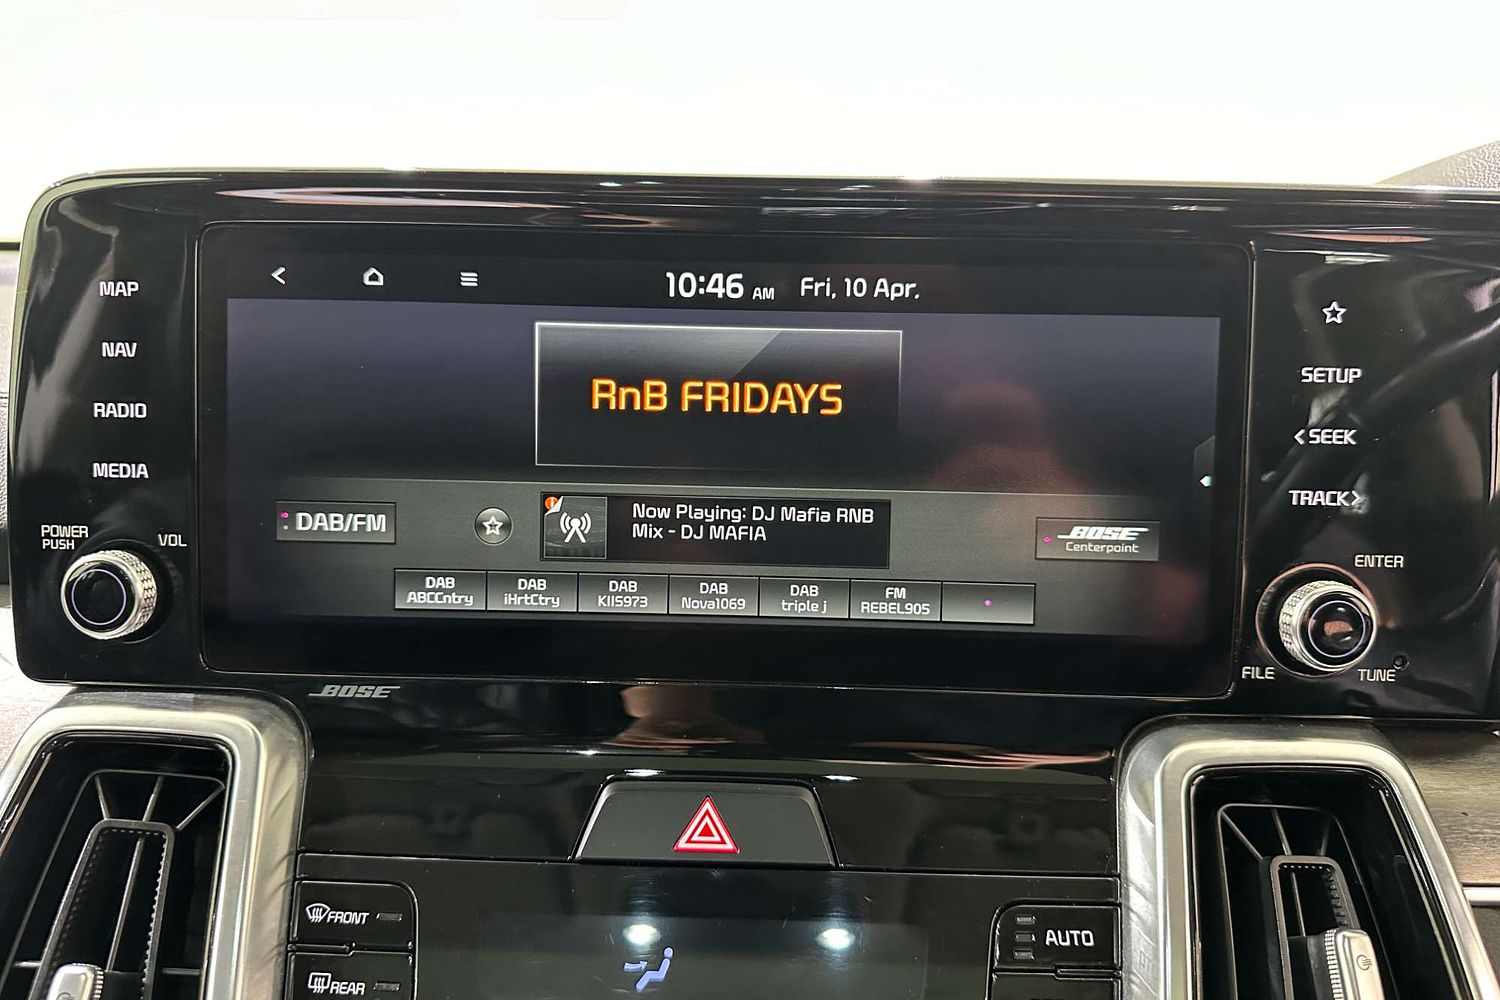 10:46 AM Fri, 10 Apr.
MAP
NAV
RADIO
MEDIA
POWER
PUSH
VOL
RnB FRIDAYS
DAB/FM
Now Playing: DJ Mafia RNB
Mix - DJ MAFIA
BOSE
Centerpoint
DAB
ABCCntry
DAB
iHrtCtry
DAB
KIIS973
DAB
Nova1069
DAB
triple j
FM
REBEL905
SETUP
<SEEK
TRACK>
ENTER
FILE
TUNE
BOSE
FRONT
REAR
AUTO